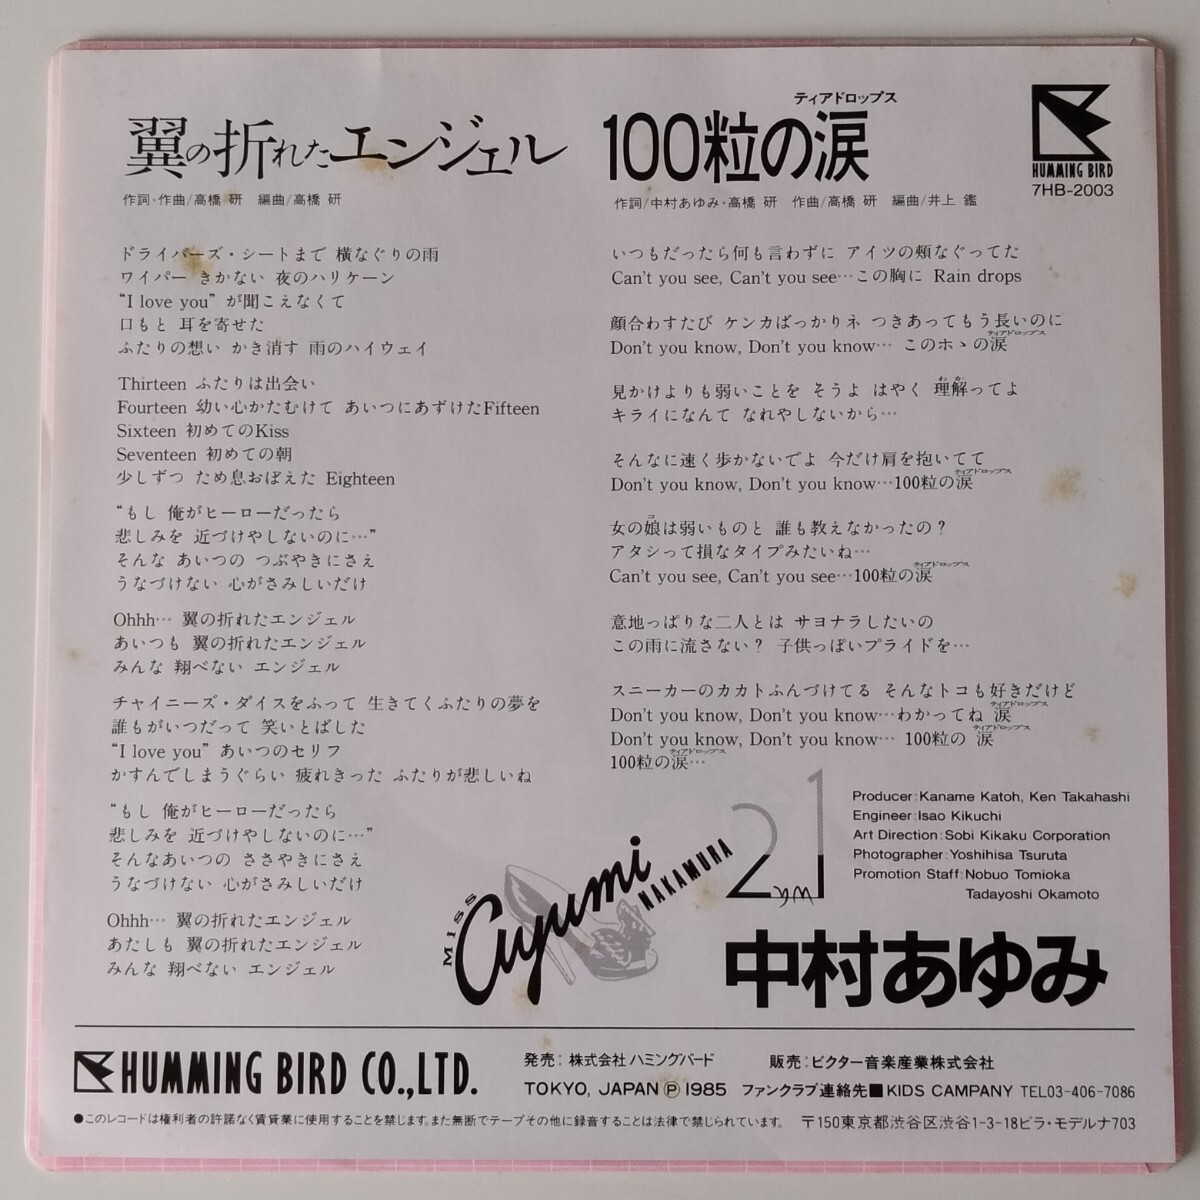 翼の折れたエンジェル
作詞・作曲/高橋 研 編曲/高橋 研
ドライバーズ・シートまで 横なぐりの雨
ワイパー きかない 夜のハリケーン
“I love you” が聞こえなくて
口もと 耳を寄せた
ふたりの想い かき消す 雨のハイウェイ
Thirteen ふたりは出会い
Fourteen 幼い心かたむけて あいつにあずけたFifteen
Sixteen 初めてのKiss
Seventeen 初めての朝
少しずつ ため息おぼえた Eighteen
“もし 俺がヒーローだったら
悲しみを 近づけやしないのに…”
そんな あいつの つぶやきにさえ
うなづけない 心がさみしいだけ
Ohhh… 翼の折れたエンジェル
あいつも 翼の折れたエンジェル
みんな 翔べない エンジェル
チャイニーズ・ダイスをふって 生きてくふたりの夢を
誰もがいつだって 笑いとばした
“I love you” あいつのセリフ
かすんでしまうぐらい 疲れきった ふたりが悲しいね
“もし 俺がヒーローだったら
悲しみを 近づけやしないのに…”
そんなあいつの ささやきにさえ
うなづけない 心がさみしいだけ
Ohhh… 翼の折れたエンジェル
あたしも 翼の折れたエンジェル
みんな 翔べない エンジェル
ティアドロップス
100粒の涙
作詞/中村あゆみ・高橋 研 作曲/高橋 研 編曲/井上 鑑
いつもだったら何も言わずに アイツの頬なぐってた
Can't you see, Can't you see…この胸に Rain drops
顔合わすたび ケンカばっかりネ つきあってもう長いのに
ティアドロップス
Don't you know, Don't you know… このホヽの涙
わか
見かけよりも弱いことを そうよ はやく 理解ってよ
キライになんて なれやしないから…
そんなに速く歩かないでよ 今だけ肩を抱いてて
ティアドロップス
Don't you know, Don't you know…100粒の涙
コ
女の娘は弱いものと 誰も教えなかったの?
アタシって損なタイプみたいね…
ティアドロップス
Can't you see, Can't you see…100粒の涙
意地っぱりな二人とは サヨナラしたいの
この雨に流さない? 子供っぽいプライドを…
スニーカーのカカトふんづけてる そんなトコも好きだけど
ティアドロップス
Don't you know, Don't you know…わかってね 涙
ティアドロップス
Don't you know, Don't you know… 100粒の 涙
ティアドロップス
100粒の涙…
HUMMING BIRD
7HB-2003
Producer:Kaname Katoh, Ken Takahashi
Engineer:Isao Kikuchi
Art Direction:Sobi Kikaku Corporation
Photographer:Yoshihisa Tsuruta
Promotion Staff:Nobuo Tomioka
Tadayoshi Okamoto
21
MISS Ayumi NAKAMURA
中村あゆみ
HUMMING BIRD CO.,LTD.
発売: 株式会社ハミングバード 販売: ビクター音楽産業株式会社
TOKYO, JAPAN Ⓟ 1985 ファンクラブ連絡先■ KIDS CAMPANY TEL03-406-7086
●このレコードは権利者の許諾なく賃貸業に使用することを禁じます。また無断でテープその他に録音することは法律で禁じられています。 〒150東京都渋谷区渋谷1-3-18ビラ・モデルナ703